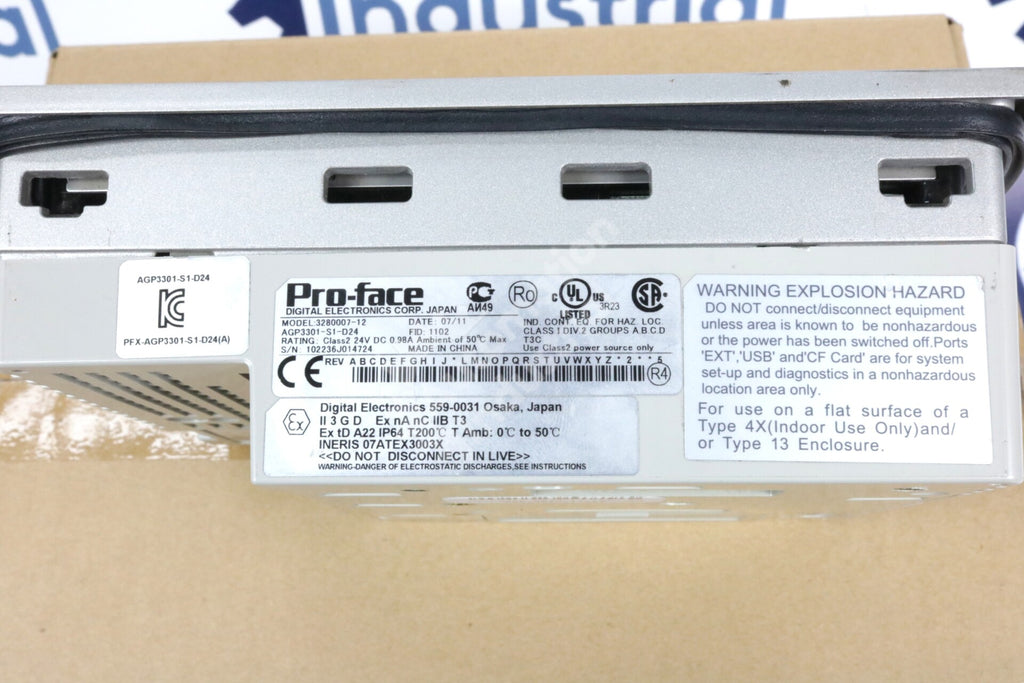 Industrial
AGP3301-S1-D24
PFX-AGP3301-S1-D24(A)
Pro-face
DIGITAL ELECTRONICS CORP. JAPAN
АИ49
C UL US
LISTED
3R23
MODEL:3280007-12
DATE: 07/11
AGP3301-S1-D24
FID: 1102
RATING: Class2 24V DC 0.98A Ambient of 50℃ Max
S/N: 102236J014724
MADE IN CHINA
IND. CONT. EQ. FOR HAZ. LOC.
CLASS I DIV.2 GROUPS A.B.C.D
T3C
Use Class2 power source only
CE
REV A B C D E F G H I J * L M N O P Q R S T U V W X Y Z * 2 * * 5
R4
Digital Electronics 559-0031 Osaka, Japan
II 3 G D Ex nA nC IIB T3
Ex tD A22 IP64 T200℃ T Amb: 0℃ to 50℃
INERIS 07ATEX3003X
<<DO NOT DISCONNECT IN LIVE>>
WARNING-DANGER OF ELECTROSTATIC DISCHARGES,SEE INSTRUCTIONS
WARNING EXPLOSION HAZARD
DO NOT connect/disconnect equipment
unless area is known to be nonhazardous
or the power has been switched off.Ports
'EXT','USB' and'CF Card' are for system
set-up and diagnostics in a nonhazardous
location area only.
For use on a flat surface of a
Type 4X(Indoor Use Only)and/
or Type 13 Enclosure.